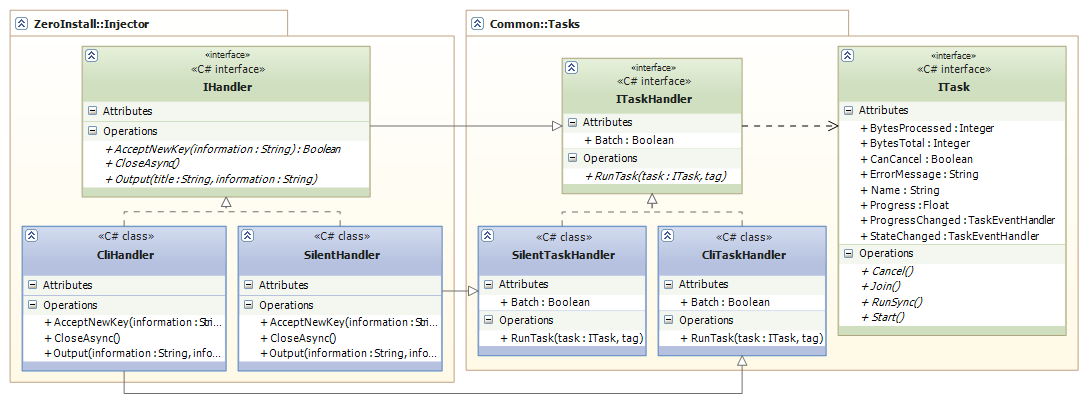 ZeroInstall::Injector
«interface»
«C# interface»
IHandler
Attributes
Operations
+ AcceptNewKey(information : String) : Boolean
+ CloseAsync()
+ Output(title : String, information : String)
«C# class»
CliHandler
Attributes
Operations
+ AcceptNewKey(information : Stri...
+ CloseAsync()
+ Output(information : String, info...
«C# class»
SilentHandler
Attributes
Operations
+ AcceptNewKey(information : Stri...
+ CloseAsync()
+ Output(information : String, info...
Common::Tasks
«interface»
«C# interface»
ITaskHandler
Attributes
+ Batch : Boolean
Operations
+ RunTask(task : ITask, tag)
«interface»
«C# interface»
ITask
Attributes
+ BytesProcessed : Integer
+ BytesTotal : Integer
+ CanCancel : Boolean
+ ErrorMessage : String
+ Name : String
+ Progress : Float
+ ProgressChanged : TaskEventHandler
+ StateChanged : TaskEventHandler
Operations
+ Cancel()
+ Join()
+ RunSync()
+ Start()
«C# class»
SilentTaskHandler
Attributes
+ Batch : Boolean
Operations
+ RunTask(task : ITask, tag)
«C# class»
CliTaskHandler
Attributes
+ Batch : Boolean
Operations
+ RunTask(task : ITask, tag)